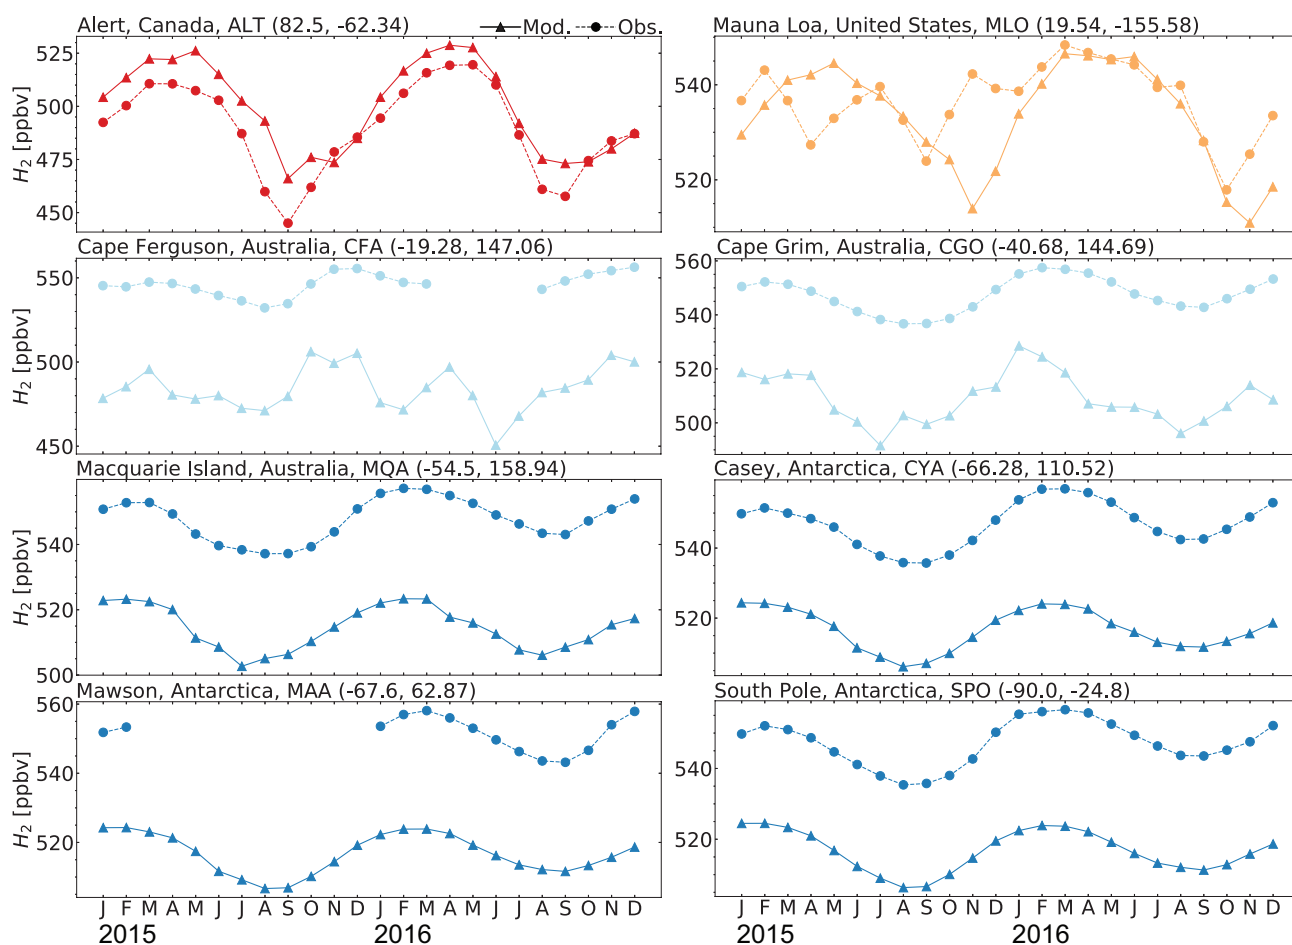 Alert, Canada, ALT (82.5, -62.34)
Mod.
Obs.
H2 [ppbv]
525
500
475
450
Mauna Loa, United States, MLO (19.54, -155.58)
540
520
Cape Ferguson, Australia, CFA (-19.28, 147.06)
H2 [ppbv]
550
500
450
Cape Grim, Australia, CGO (-40.68, 144.69)
560
540
520
500
Macquarie Island, Australia, MQA (-54.5, 158.94)
H2 [ppbv]
540
520
500
Casey, Antarctica, CYA (-66.28, 110.52)
540
520
Mawson, Antarctica, MAA (-67.6, 62.87)
H2 [ppbv]
560
540
520
J F M A M J J A S O N D J F M A M J J A S O N D
2015 2016
South Pole, Antarctica, SPO (-90.0, -24.8)
540
520
J F M A M J J A S O N D J F M A M J J A S O N D
2015 2016